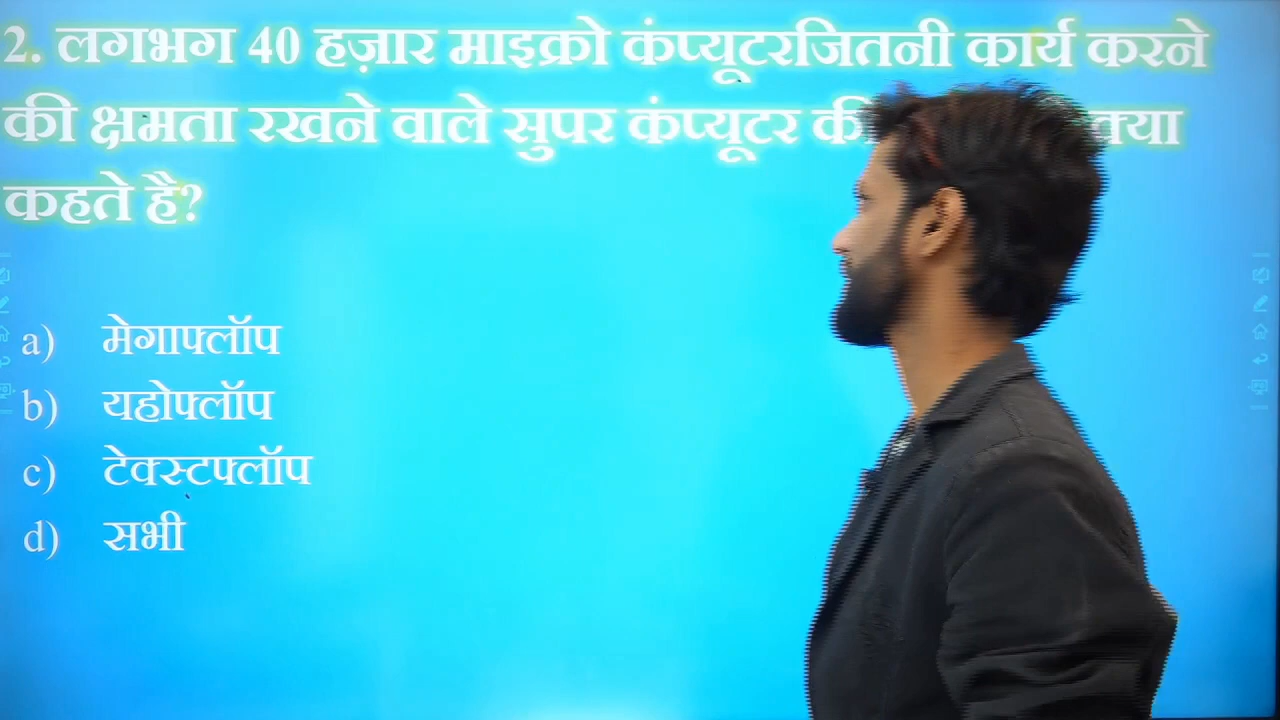 2. लगभग 40 हज़ार माइक्रो कंप्यूटरजितनी कार्य करने
की क्षमता रखने वाले सुपर कंप्यूटर की क्या
कहते है?
a) मेगाफ्लॉप
b) यहोफ्लॉप
c) टेक्स्टफ्लॉप
d) सभी